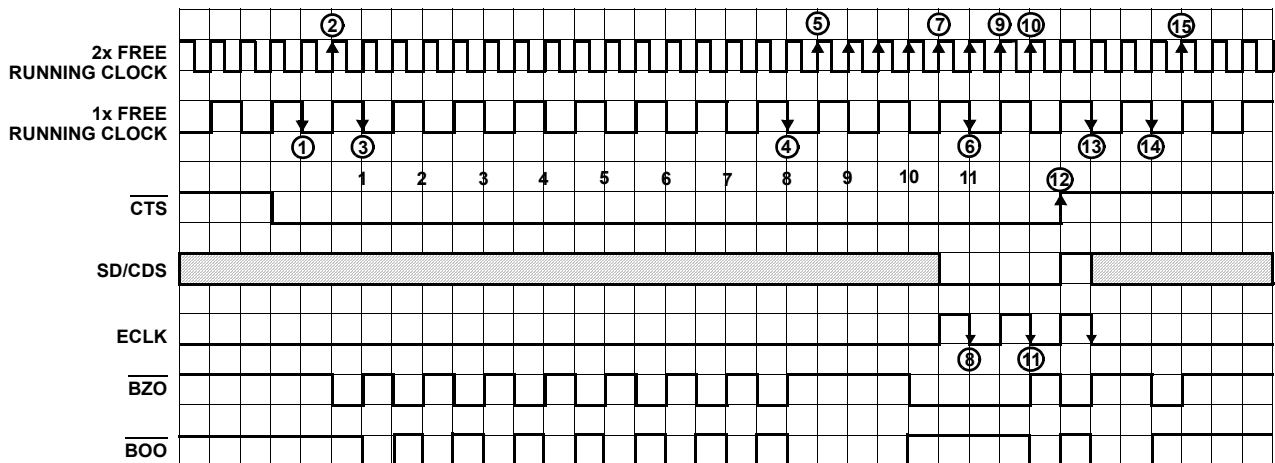 ② ⑤ ⑦ ⑨ ⑩ ⑮
2x FREE
RUNNING CLOCK
1x FREE
RUNNING CLOCK
① ③ ④ ⑥ ⑬ ⑭
1 2 3 4 5 6 7 8 9 10 11 ⑫
CTS
SD/CDS
ECLK
⑧ ⑪
BZO
BOO